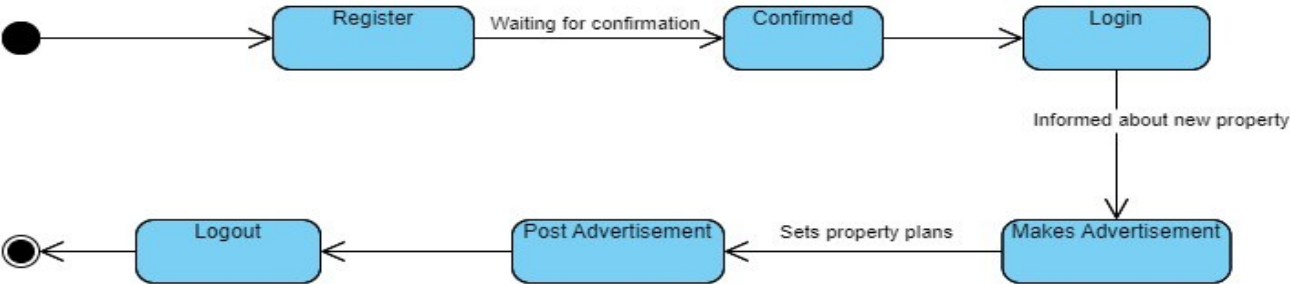 Register
Waiting for confirmation
Confirmed
Login
Informed about new property
Makes Advertisement
Sets property plans
Post Advertisement
Logout